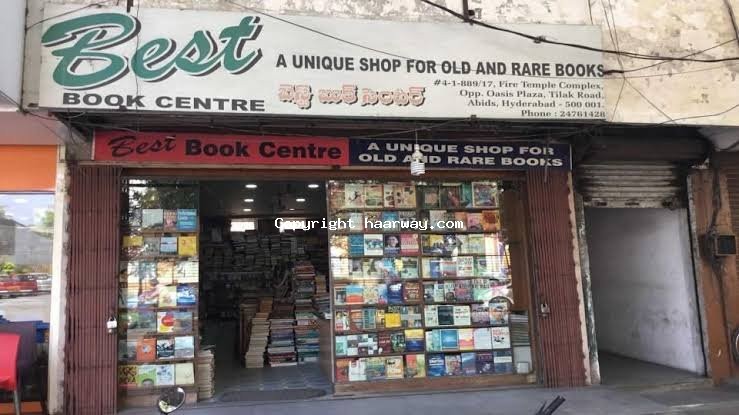 Best
BOOK CENTRE
A UNIQUE SHOP FOR OLD AND RARE BOOKS
బెస్ట్ బుక్ సెంటర్
#4-1-889/17, Fire Temple Complex,
Opp. Oasis Plaza, Tilak Road,
Abids, Hyderabad - 500 001.
Phone : 24761428
Best Book Centre
A UNIQUE SHOP FOR
OLD AND RARE BOOKS
Copyright haarway.com